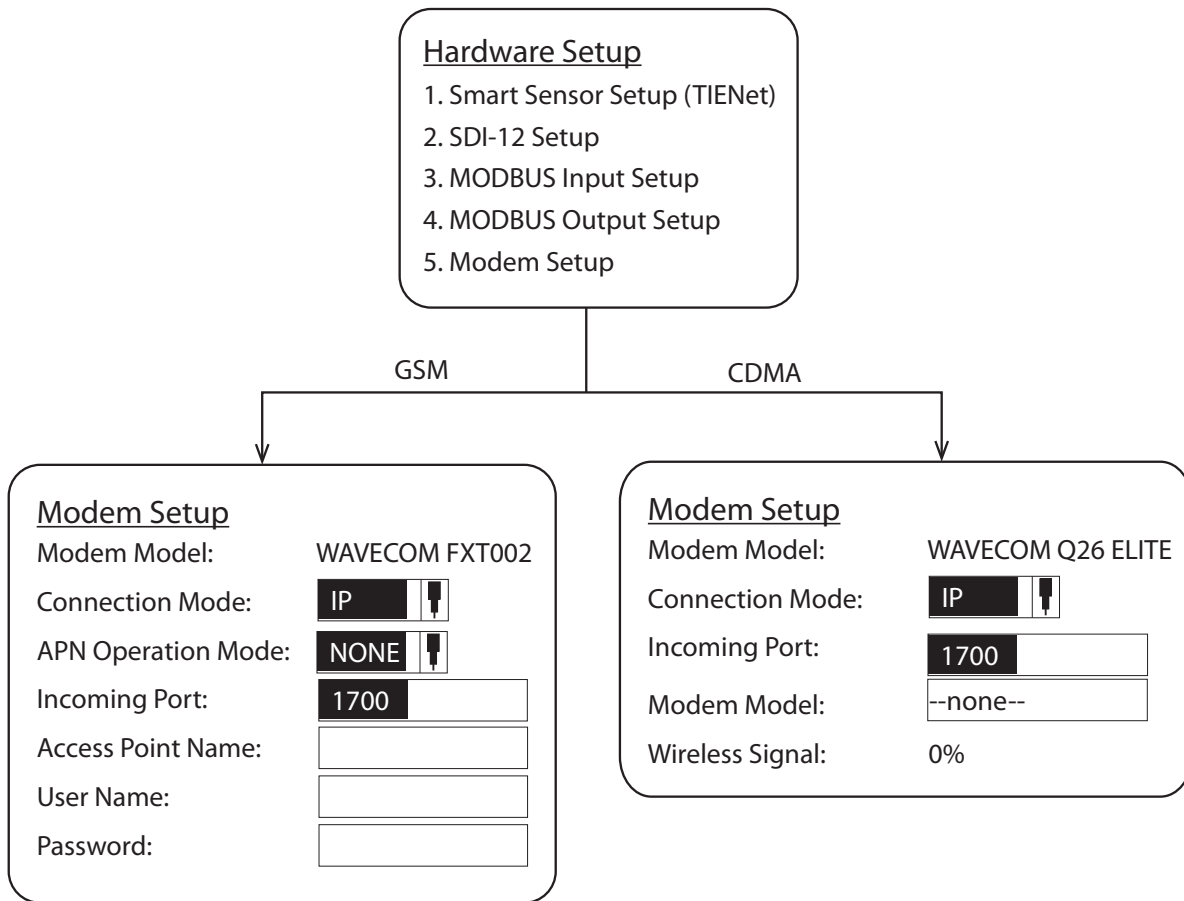 Hardware Setup
1. Smart Sensor Setup (TIENet)
2. SDI-12 Setup
3. MODBUS Input Setup
4. MODBUS Output Setup
5. Modem Setup
GSM
CDMA
Modem Setup
Modem Model: WAVECOM FXT002
Connection Mode: IP
APN Operation Mode: NONE
Incoming Port: 1700
Access Point Name:
User Name:
Password:
Modem Setup
Modem Model: WAVECOM Q26 ELITE
Connection Mode: IP
Incoming Port: 1700
Modem Model: --none--
Wireless Signal: 0%